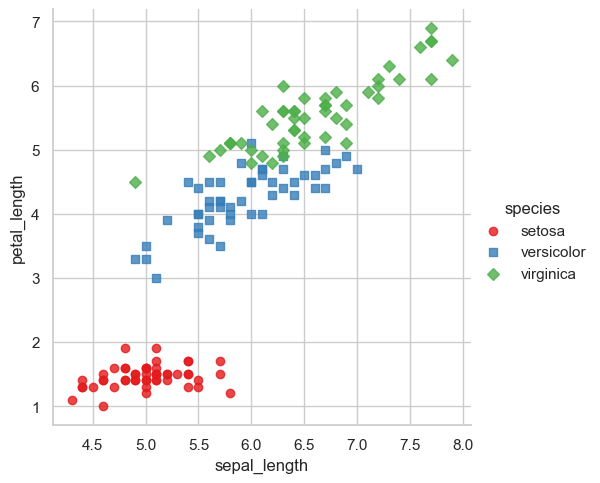 7
6
5
4
3
2
1
petal_length
4.5 5.0 5.5 6.0 6.5 7.0 7.5 8.0
sepal_length
species
setosa
versicolor
virginica